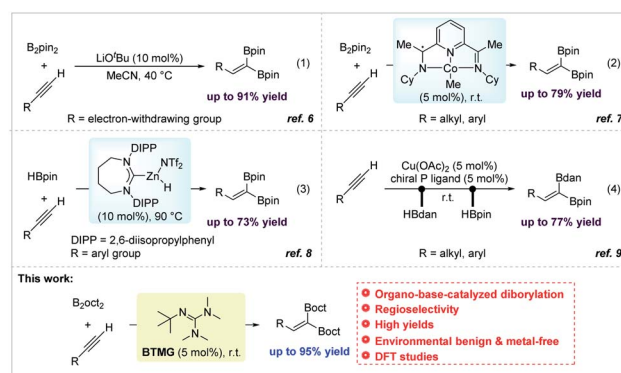 B2pin2
+
R
H
LiOᵗBu (10 mol%)
MeCN, 40 °C
Bpin
R
Bpin
(1)
up to 91% yield
R = electron-withdrawing group
ref. 6
B2pin2
+
R
H
Me
*
N
Me
N
N
Cy
Co
Cy
Me
(5 mol%), r.t.
Bpin
R
Bpin
(2)
up to 79% yield
R = alkyl, aryl
ref. 7
HBpin
+
R
H
DIPP
N
NTf2
Zn
N
H
DIPP
(10 mol%), 90 °C
Bpin
R
Bpin
(3)
up to 73% yield
DIPP = 2,6-diisopropylphenyl
R = aryl group
ref. 8
R
H
Cu(OAc)2 (5 mol%)
chiral P ligand (5 mol%)
r.t.
HBdan
HBpin
Bdan
R
Bpin
(4)
up to 77% yield
R = alkyl, aryl
ref. 9
This work:
B2oct2
+
R
H
N
N
N
BTMG (5 mol%), r.t.
Boct
R
Boct
up to 95% yield
Organo-base-catalyzed diborylation
Regioselectivity
High yields
Environmental benign & metal-free
DFT studies